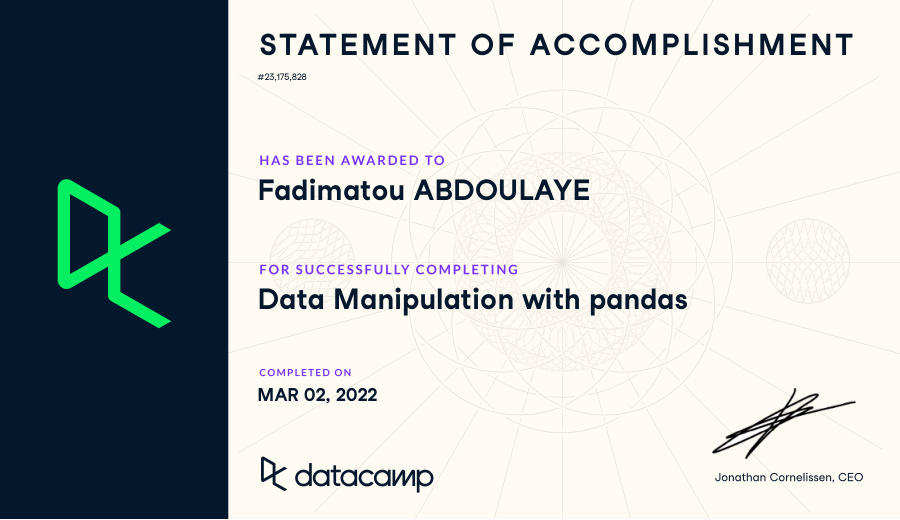 STATEMENT OF ACCOMPLISHMENT
#23,175,828
HAS BEEN AWARDED TO
Fadimatou ABDOULAYE
FOR SUCCESSFULLY COMPLETING
Data Manipulation with pandas
COMPLETED ON
MAR 02, 2022
datacamp
Jonathan Cornelissen, CEO